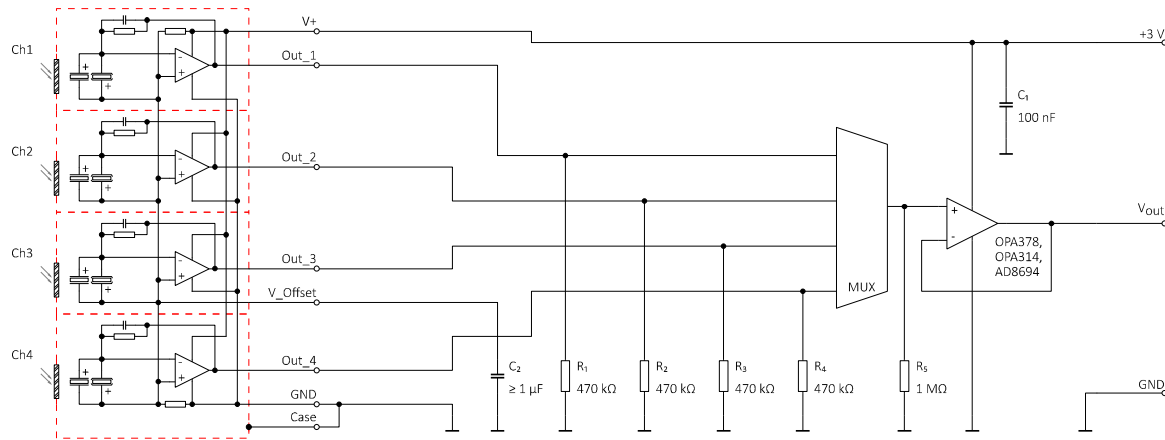 V+
+3 V
Ch1
Out_1
C₁
100 nF
Ch2
Out_2
Vout
OPA378,
OPA314,
AD8694
Ch3
Out_3
V_Offset
MUX
Ch4
Out_4
C₂
≥ 1 µF
R₁
470 kΩ
R₂
470 kΩ
R₃
470 kΩ
R₄
470 kΩ
R₅
1 MΩ
GND
GND
Case